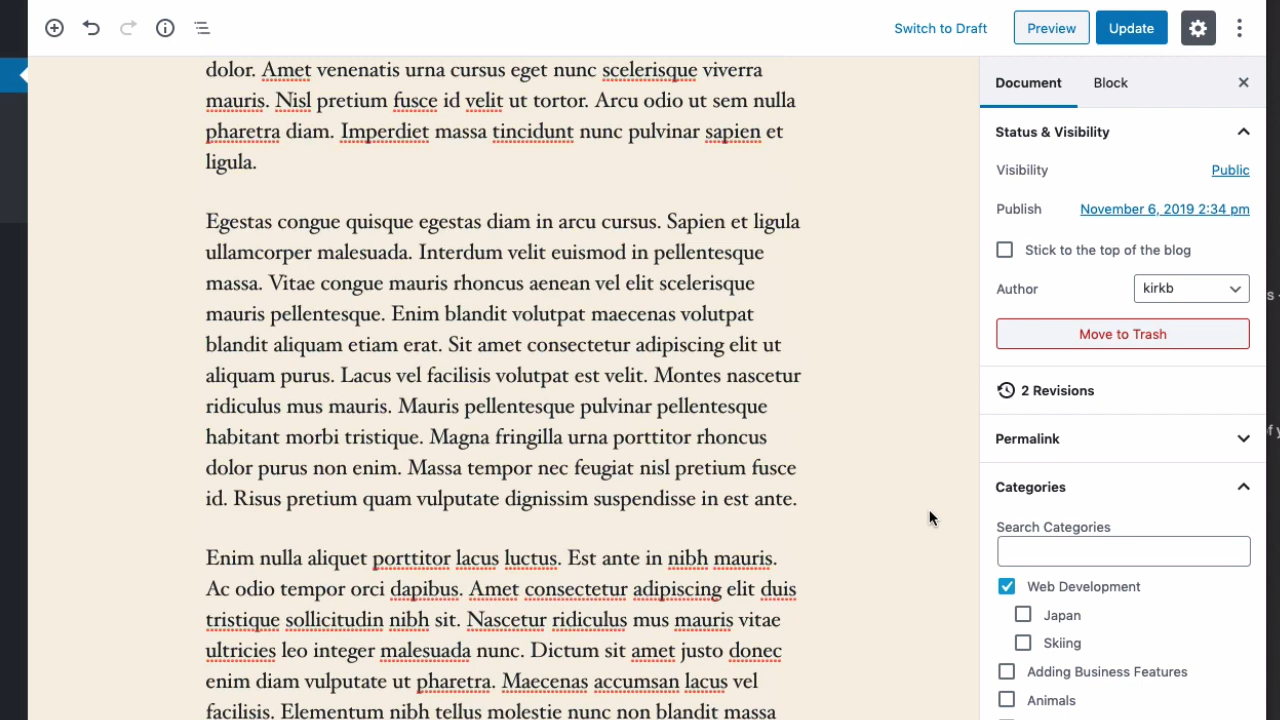 Switch to Draft
Preview
Update
dolor. Amet venenatis urna cursus eget nunc scelerisque viverra
mauris. Nisl pretium fusce id velit ut tortor. Arcu odio ut sem nulla
pharetra diam. Imperdiet massa tincidunt nunc pulvinar sapien et
ligula.
Egestas congue quisque egestas diam in arcu cursus. Sapien et ligula
ullamcorper malesuada. Interdum velit euismod in pellentesque
massa. Vitae congue mauris rhoncus aenean vel elit scelerisque
mauris pellentesque. Enim blandit volutpat maecenas volutpat
blandit aliquam etiam erat. Sit amet consectetur adipiscing elit ut
aliquam purus. Lacus vel facilisis volutpat est velit. Montes nascetur
ridiculus mus mauris. Mauris pellentesque pulvinar pellentesque
habitant morbi tristique. Magna fringilla urna porttitor rhoncus
dolor purus non enim. Massa tempor nec feugiat nisl pretium fusce
id. Risus pretium quam vulputate dignissim suspendisse in est ante.
Enim nulla aliquet porttitor lacus luctus. Est ante in nibh mauris.
Ac odio tempor orci dapibus. Amet consectetur adipiscing elit duis
tristique sollicitudin nibh sit. Nascetur ridiculus mus mauris vitae
ultricies leo integer malesuada nunc. Dictum sit amet justo donec
enim diam vulputate ut pharetra. Maecenas accumsan lacus vel
facilisis. Elementum nibh tellus molestie nunc non blandit massa
Document
Block
Status & Visibility
Visibility
Public
Publish
November 6, 2019 2:34 pm
Stick to the top of the blog
Author
kirkb
Move to Trash
2 Revisions
Permalink
Categories
Search Categories
Web Development
Japan
Skiing
Adding Business Features
Animals